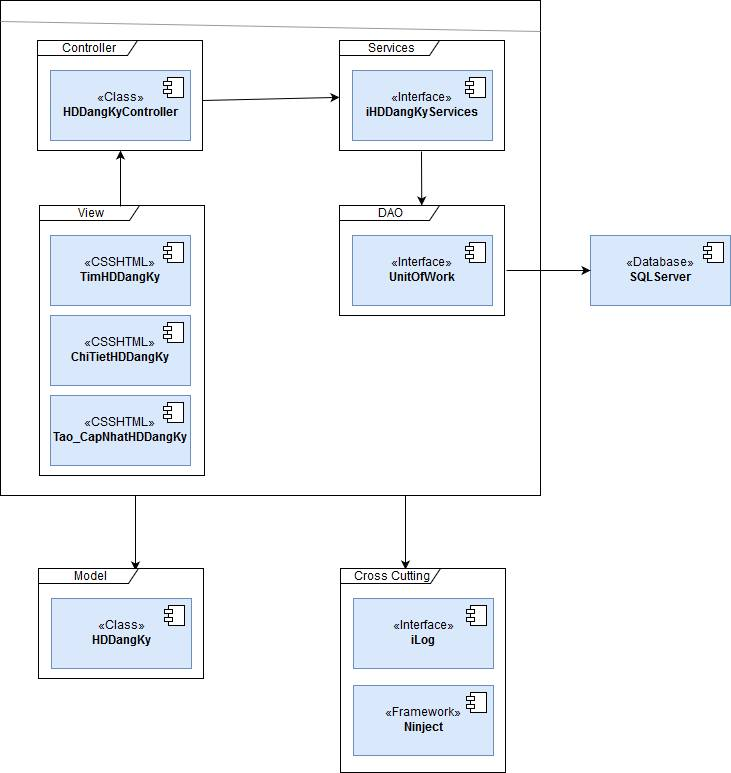 Controller
«Class»
HDDangKyController
Services
«Interface»
iHDDangKyServices
View
«CSSHTML»
TimHDDangKy
«CSSHTML»
ChiTietHDDangKy
«CSSHTML»
Tao_CapNhatHDDangKy
DAO
«Interface»
UnitOfWork
«Database»
SQLServer
Model
«Class»
HDDangKy
Cross Cutting
«Interface»
iLog
«Framework»
Ninject